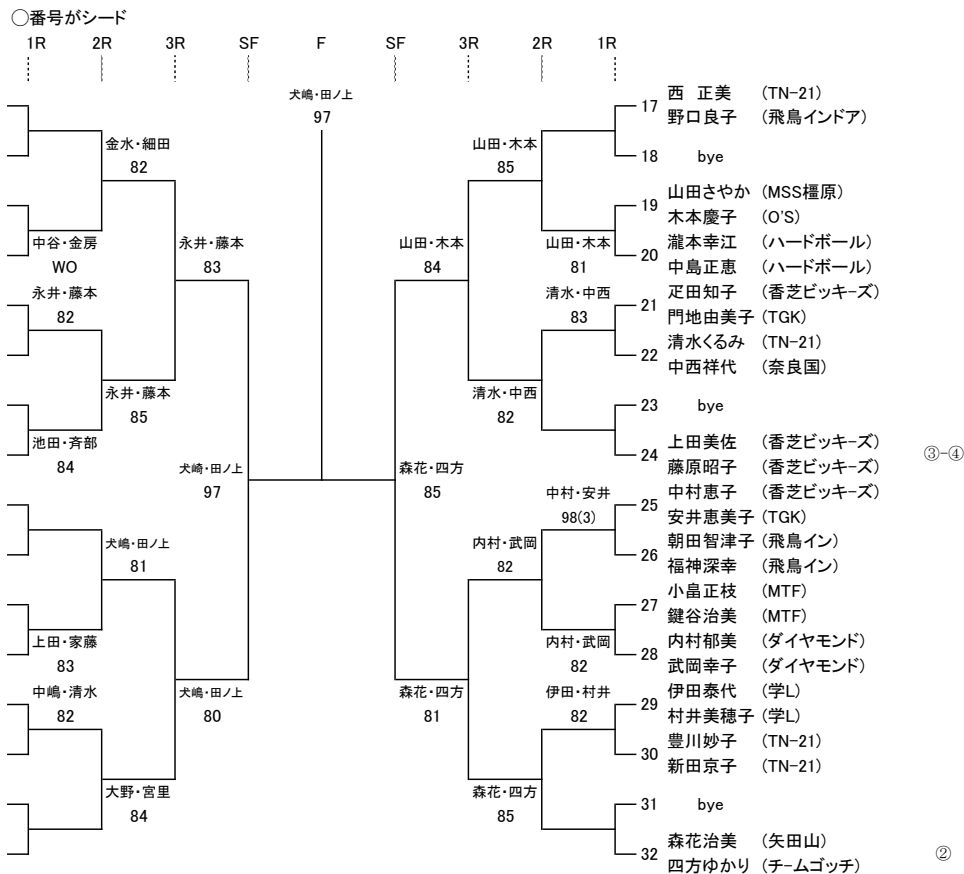 ○番号がシード
1R 2R 3R SF F SF 3R 2R 1R
犬嶋・田ノ上
97
金水・細田
82
中谷・金房
WO
永井・藤本
83
永井・藤本
82
永井・藤本
85
池田・斉部
84
犬崎・田ノ上
97
犬嶋・田ノ上
81
上田・家藤
83
中嶋・清水
82
犬嶋・田ノ上
80
大野・宮里
84
山田・木本
85
山田・木本
84
山田・木本
81
清水・中西
83
清水・中西
82
森花・四方
85
中村・安井
98(3)
内村・武岡
82
内村・武岡
82
森花・四方
81
伊田・村井
82
森花・四方
85
17 西 正美 (TN-21)
野口良子 (飛鳥インドア)
18 bye
19 山田さやか (MSS橿原)
木本慶子 (O'S)
20 瀧本幸江 (ハードボール)
中島正恵 (ハードボール)
21 疋田知子 (香芝ビッキーズ)
門地由美子 (TGK)
22 清水くるみ (TN-21)
中西祥代 (奈良国)
23 bye
24 上田美佐 (香芝ビッキーズ) ③-④
藤原昭子 (香芝ビッキーズ)
25 中村恵子 (香芝ビッキーズ)
安井恵美子 (TGK)
26 朝田智津子 (飛鳥イン)
福神深幸 (飛鳥イン)
27 小畠正枝 (MTF)
鍵谷治美 (MTF)
28 内村郁美 (ダイヤモンド)
武岡幸子 (ダイヤモンド)
29 伊田泰代 (学L)
村井美穂子 (学L)
30 豊川妙子 (TN-21)
新田京子 (TN-21)
31 bye
32 森花治美 (矢田山) ②
四方ゆかり (チームゴッチ)